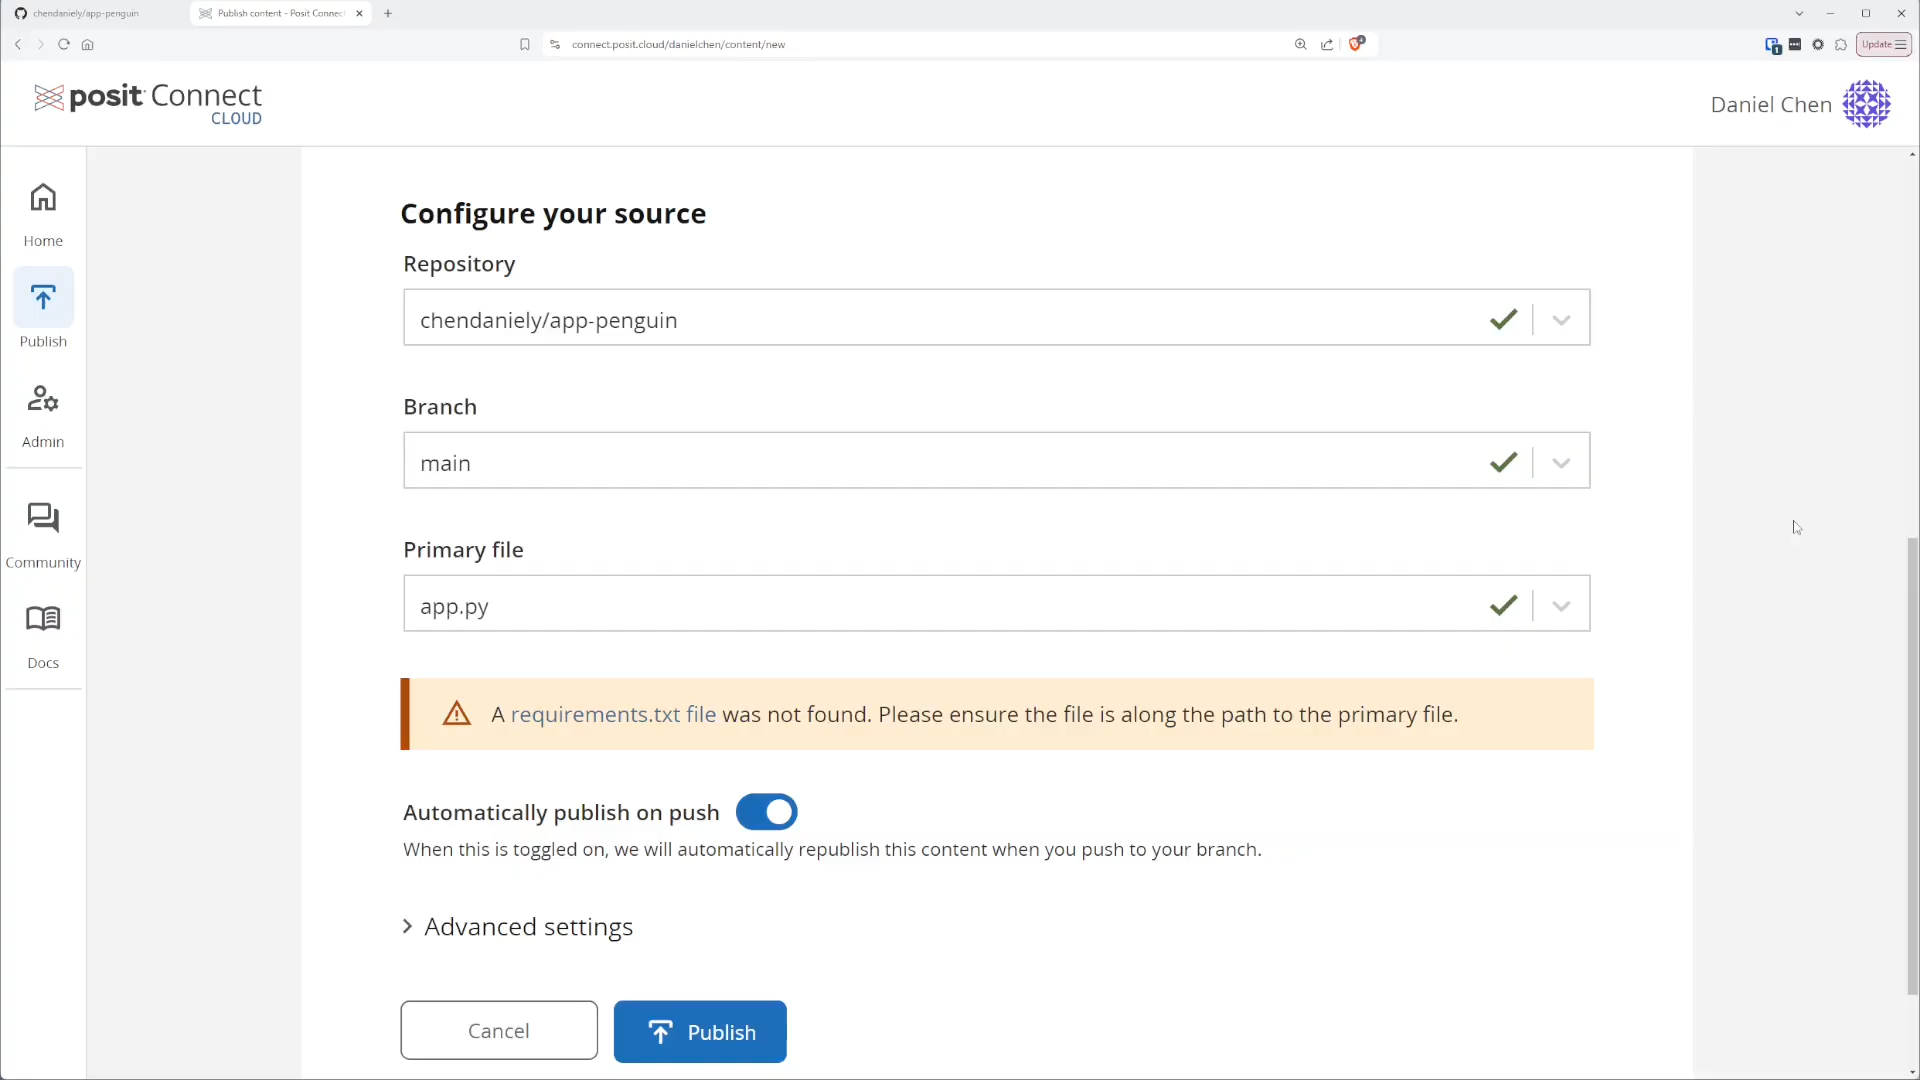 chendaniely/app-penguin
Publish content - Posit Connect
connect.posit.cloud/danielchen/content/new
4
1
Update
posit Connect
CLOUD
Daniel Chen
Home
Publish
Admin
Community
Docs
Configure your source
Repository
chendaniely/app-penguin
Branch
main
Primary file
app.py
A requirements.txt file was not found. Please ensure the file is along the path to the primary file.
Automatically publish on push
When this is toggled on, we will automatically republish this content when you push to your branch.
Advanced settings
Cancel
Publish